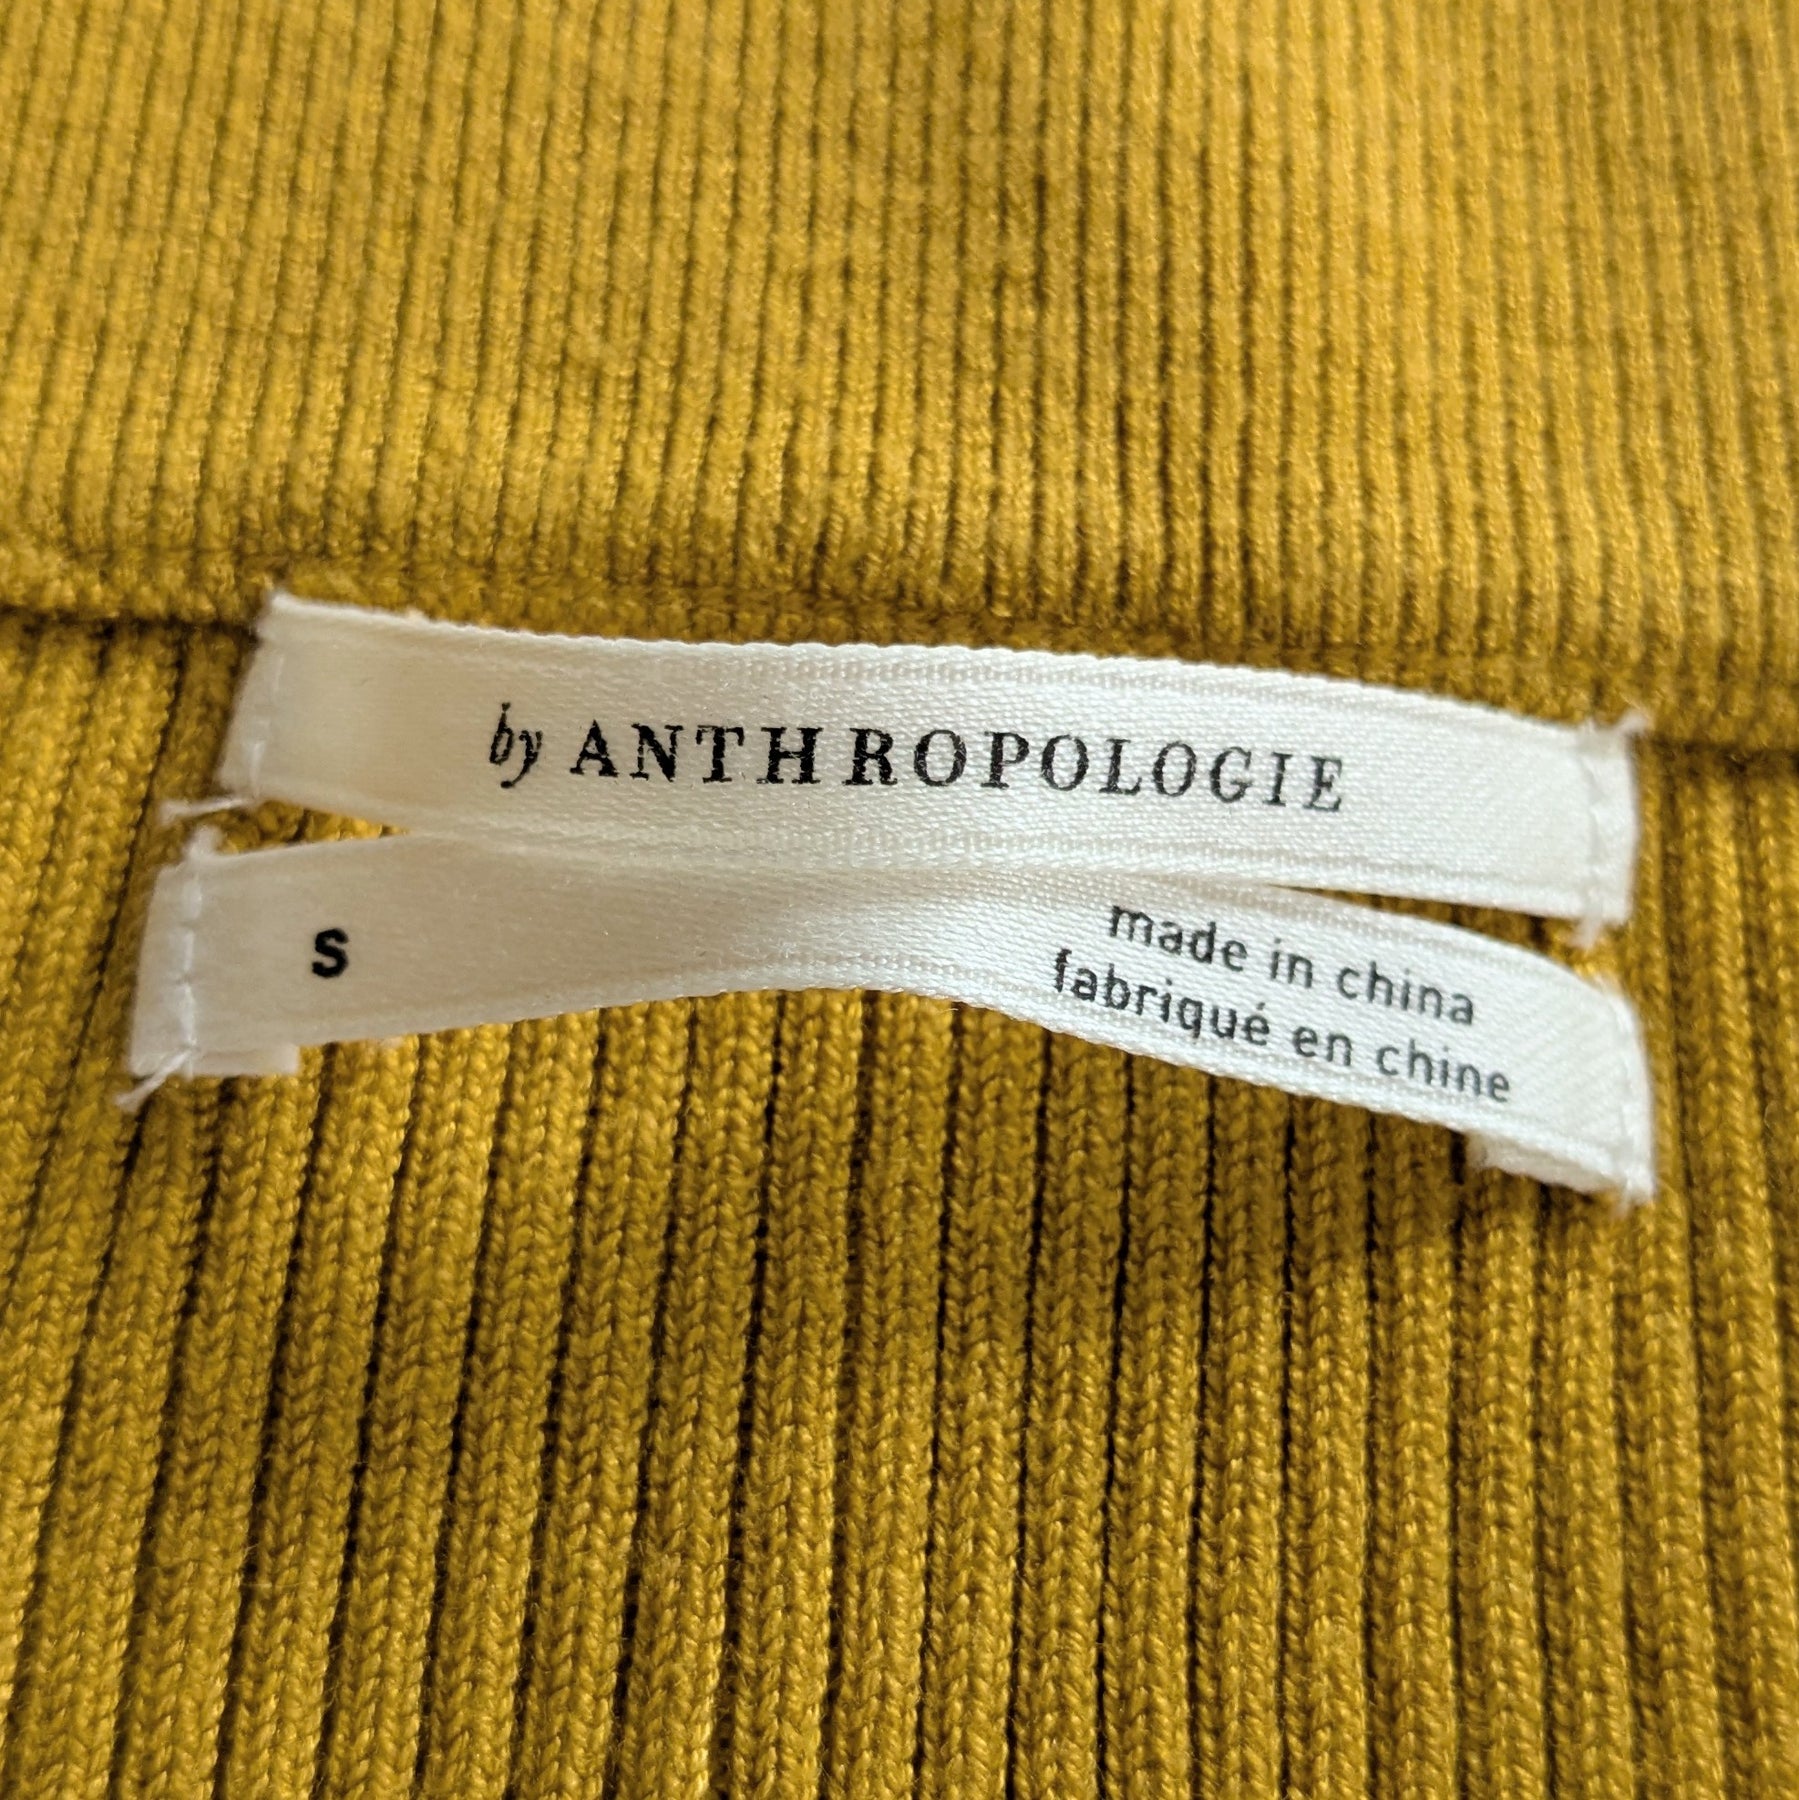 by ANTHROPOLOGIE
S
made in china
fabriqué en chine